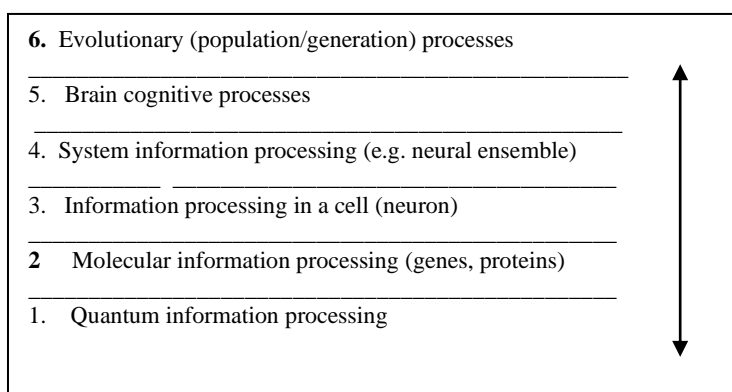 6. Evolutionary (population/generation) processes
5. Brain cognitive processes
4. System information processing (e.g. neural ensemble)
3. Information processing in a cell (neuron)
2 Molecular information processing (genes, proteins)
1. Quantum information processing